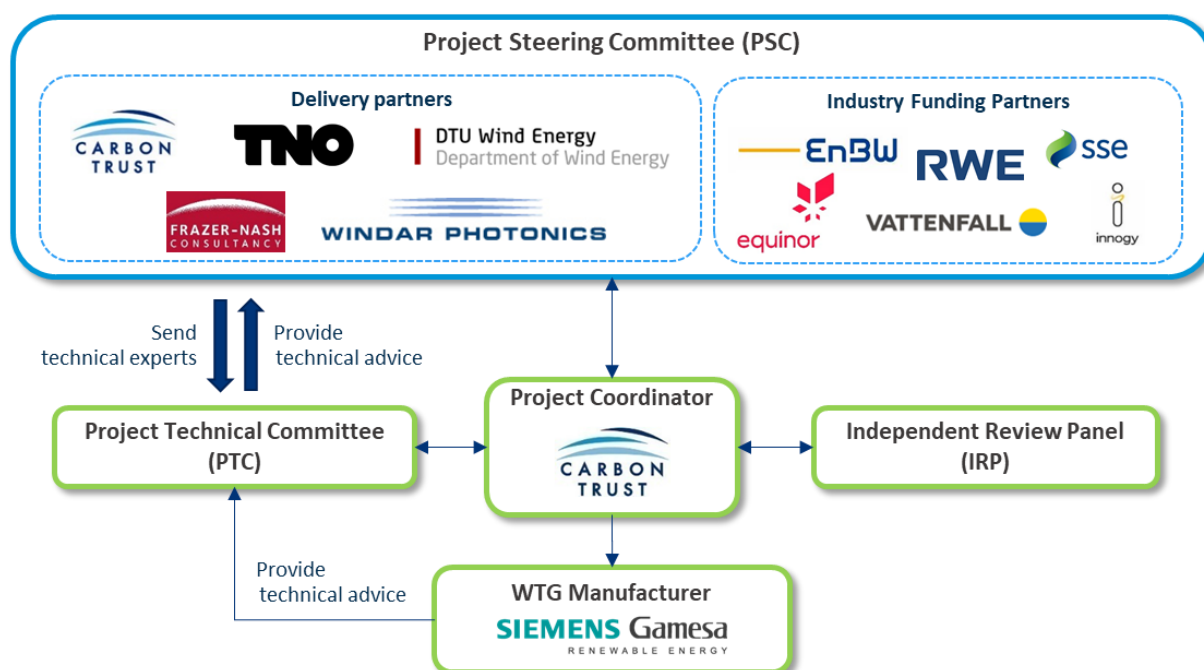 Project Steering Committee (PSC)
Delivery partners
Industry Funding Partners
CARBON
TRUST
TNO
DTU Wind Energy
Department of Wind Energy
EnBW
RWE
sse
FRAZER-NASH
CONSULTANCY
WINDAR PHOTONICS
equinor
VATTENFALL
innogy
Send
technical experts
Provide
technical advice
Project Technical Committee
(PTC)
Project Coordinator
CARBON
TRUST
Independent Review Panel
(IRP)
Provide
technical advice
WTG Manufacturer
SIEMENS Gamesa
RENEWABLE ENERGY